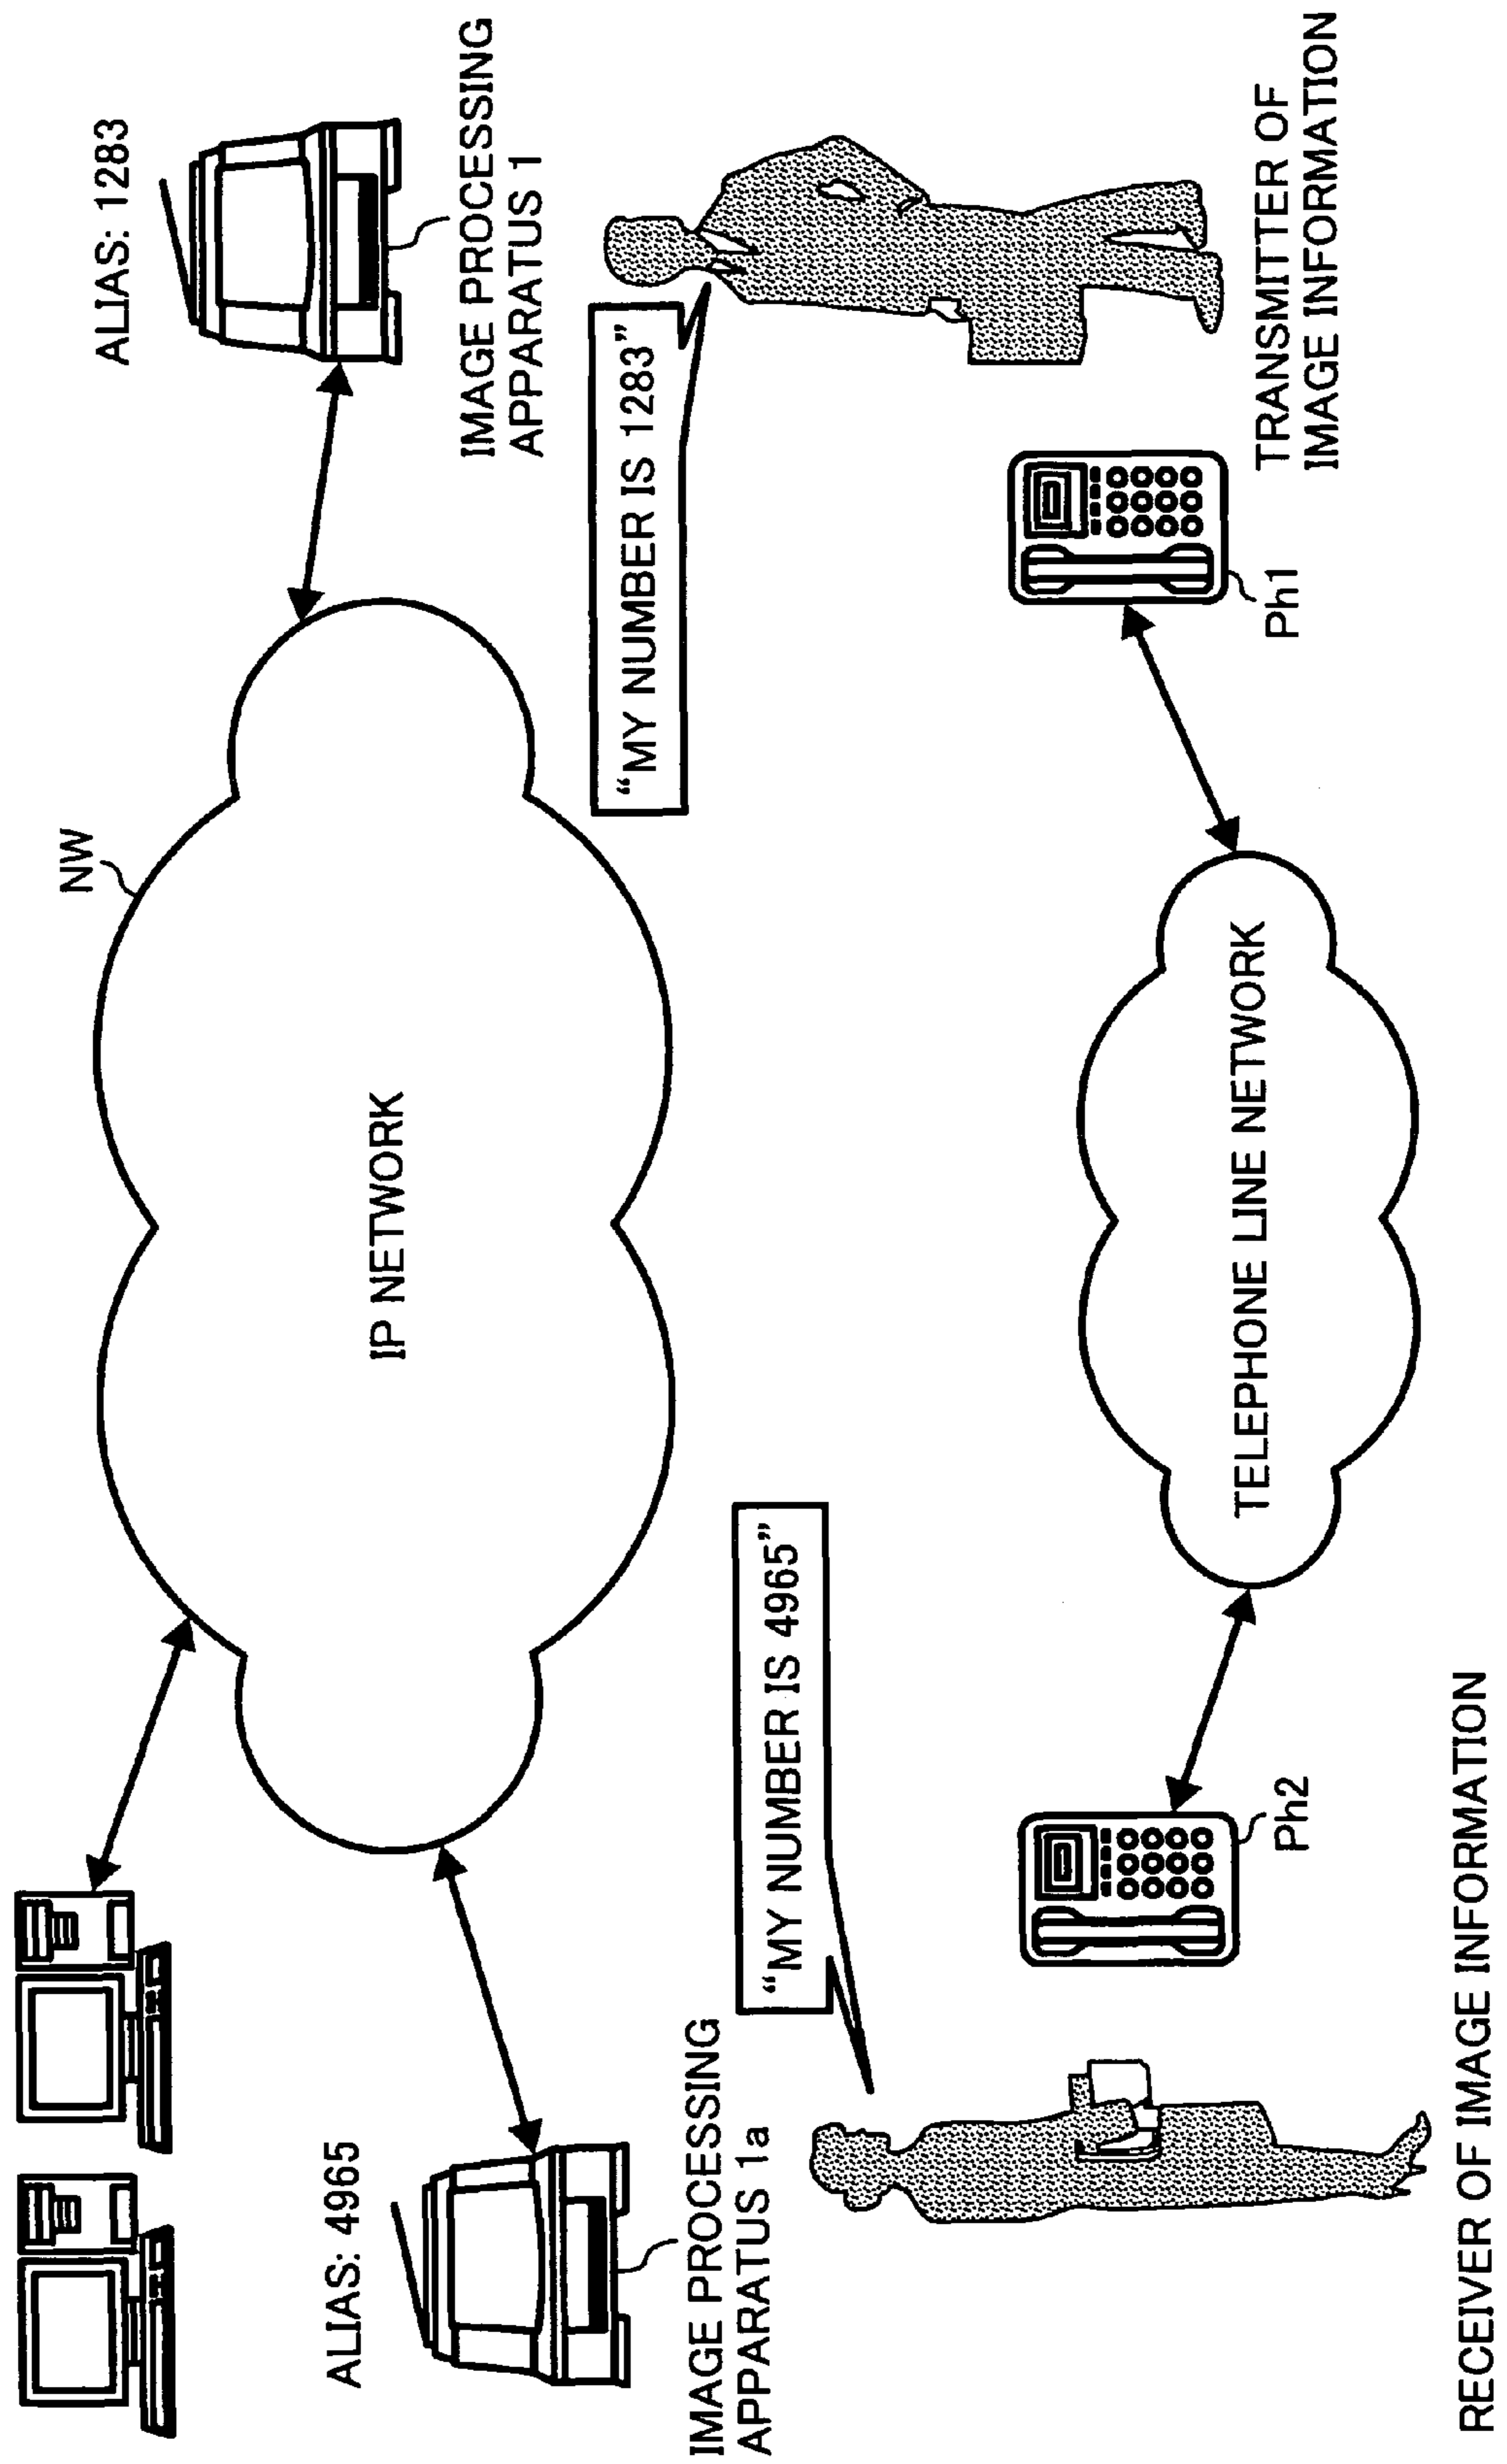 NW
ALIAS: 1283
IP NETWORK
IMAGE PROCESSING
APPARATUS 1
ALIAS: 4965
IMAGE PROCESSING
APPARATUS 1a
“MY NUMBER IS 1283”
“MY NUMBER IS 4965”
TELEPHONE LINE NETWORK
Ph1
Ph2
TRANSMITTER OF
IMAGE INFORMATION
RECEIVER OF IMAGE INFORMATION